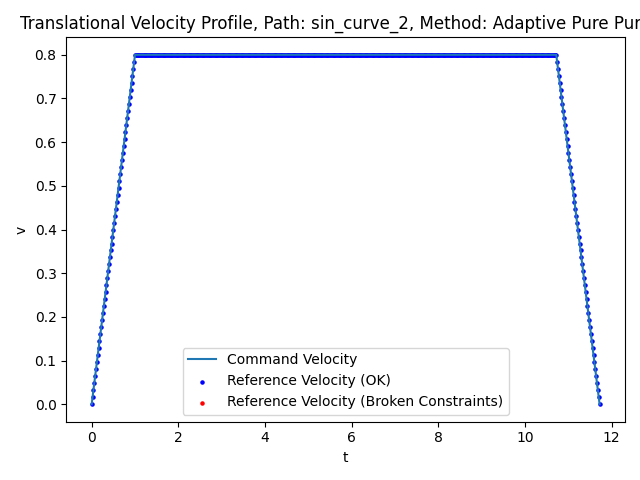 Translational Velocity Profile, Path: sin_curve_2, Method: Adaptive Pure Pur
0.8
0.7
0.6
0.5
0.4
0.3
0.2
0.1
0.0
v
Command Velocity
Reference Velocity (OK)
Reference Velocity (Broken Constraints)
0 2 4 6 8 10 12
t